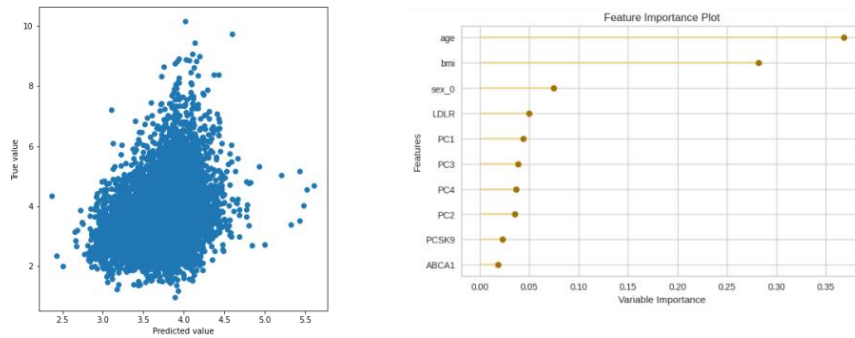 10
8
6
4
2
True value
2.5 3.0 3.5 4.0 4.5 5.0 5.5
Predicted value
Feature Importance Plot
Features
age
bmi
sex_0
LDLR
PC1
PC3
PC4
PC2
PCSK9
ABCA1
0.00 0.05 0.10 0.15 0.20 0.25 0.30 0.35
Variable Importance